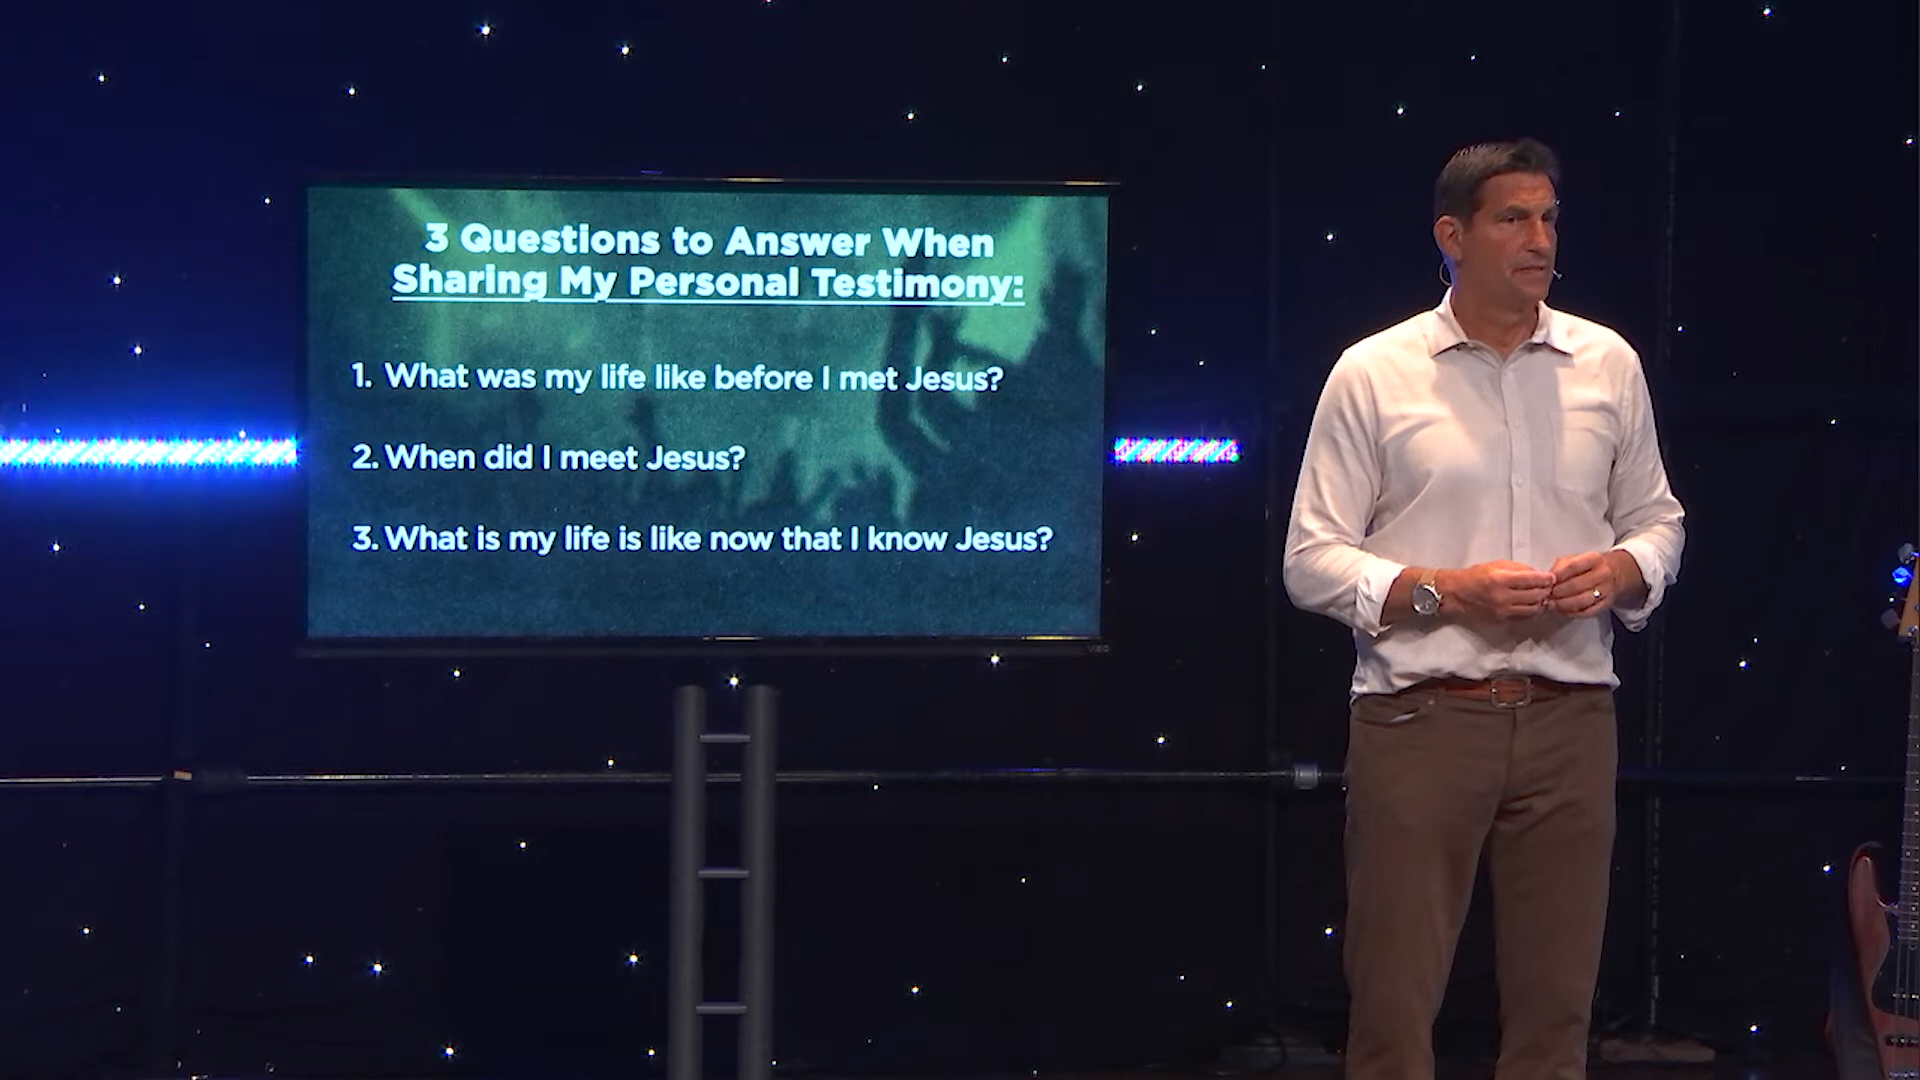 3 Questions to Answer When
Sharing My Personal Testimony:
1. What was my life like before I met Jesus?
2. When did I meet Jesus?
3. What is my life is like now that I know Jesus?
VIZIO